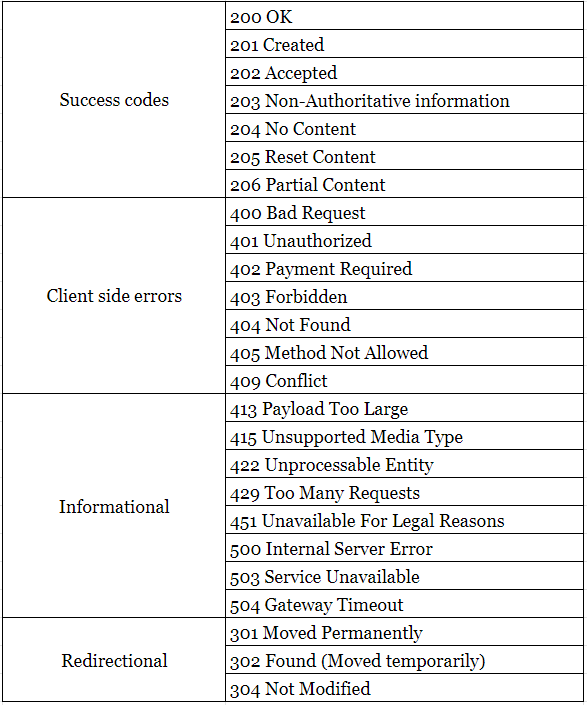 Success codes
200 OK
201 Created
202 Accepted
203 Non-Authoritative information
204 No Content
205 Reset Content
206 Partial Content
Client side errors
400 Bad Request
401 Unauthorized
402 Payment Required
403 Forbidden
404 Not Found
405 Method Not Allowed
409 Conflict
Informational
413 Payload Too Large
415 Unsupported Media Type
422 Unprocessable Entity
429 Too Many Requests
451 Unavailable For Legal Reasons
500 Internal Server Error
503 Service Unavailable
504 Gateway Timeout
Redirectional
301 Moved Permanently
302 Found (Moved temporarily)
304 Not Modified